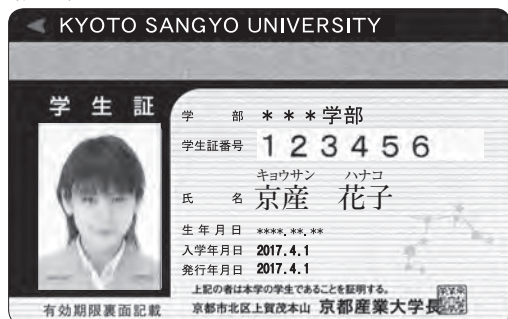 KYOTO SANGYO UNIVERSITY
学生証
学部 ***学部
学生証番号 123456
キョウサン ハナコ
氏名 京産 花子
生年月日 ****.**.**
入学年月日 2017.4.1
発行年月日 2017.4.1
上記の者は本学の学生であることを証明する。
京都市北区上賀茂本山 京都産業大学長
有効期限裏面記載